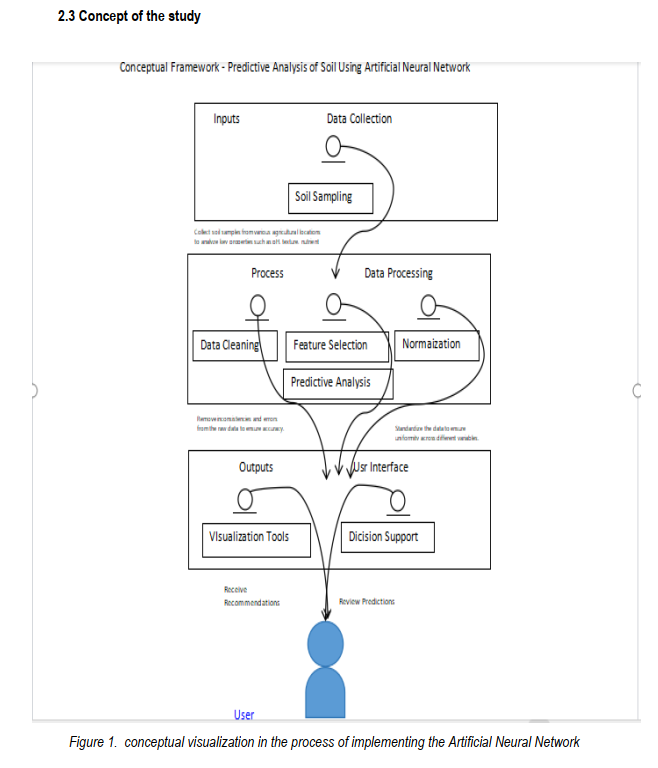 2.3 Concept of the study
Conceptual Framework - Predictive Analysis of Soil Using Artificial Neural Network
Inputs
Data Collection
Soil Sampling
Collect soil samples from various agricultural locations
to analyze key properties such as pH, texture, nutrient
Process
Data Processing
Data Cleaning
Feature Selection
Normaization
Predictive Analysis
Remove inconsistencies and errors
from the raw data to ensure accuracy.
Standardize the data to ensure
uniformity across different variables.
Outputs
Usr Interface
VIsualization Tools
Dicision Support
Receive
Recommendations
Review Predictions
User
Figure 1. conceptual visualization in the process of implementing the Artificial Neural Network